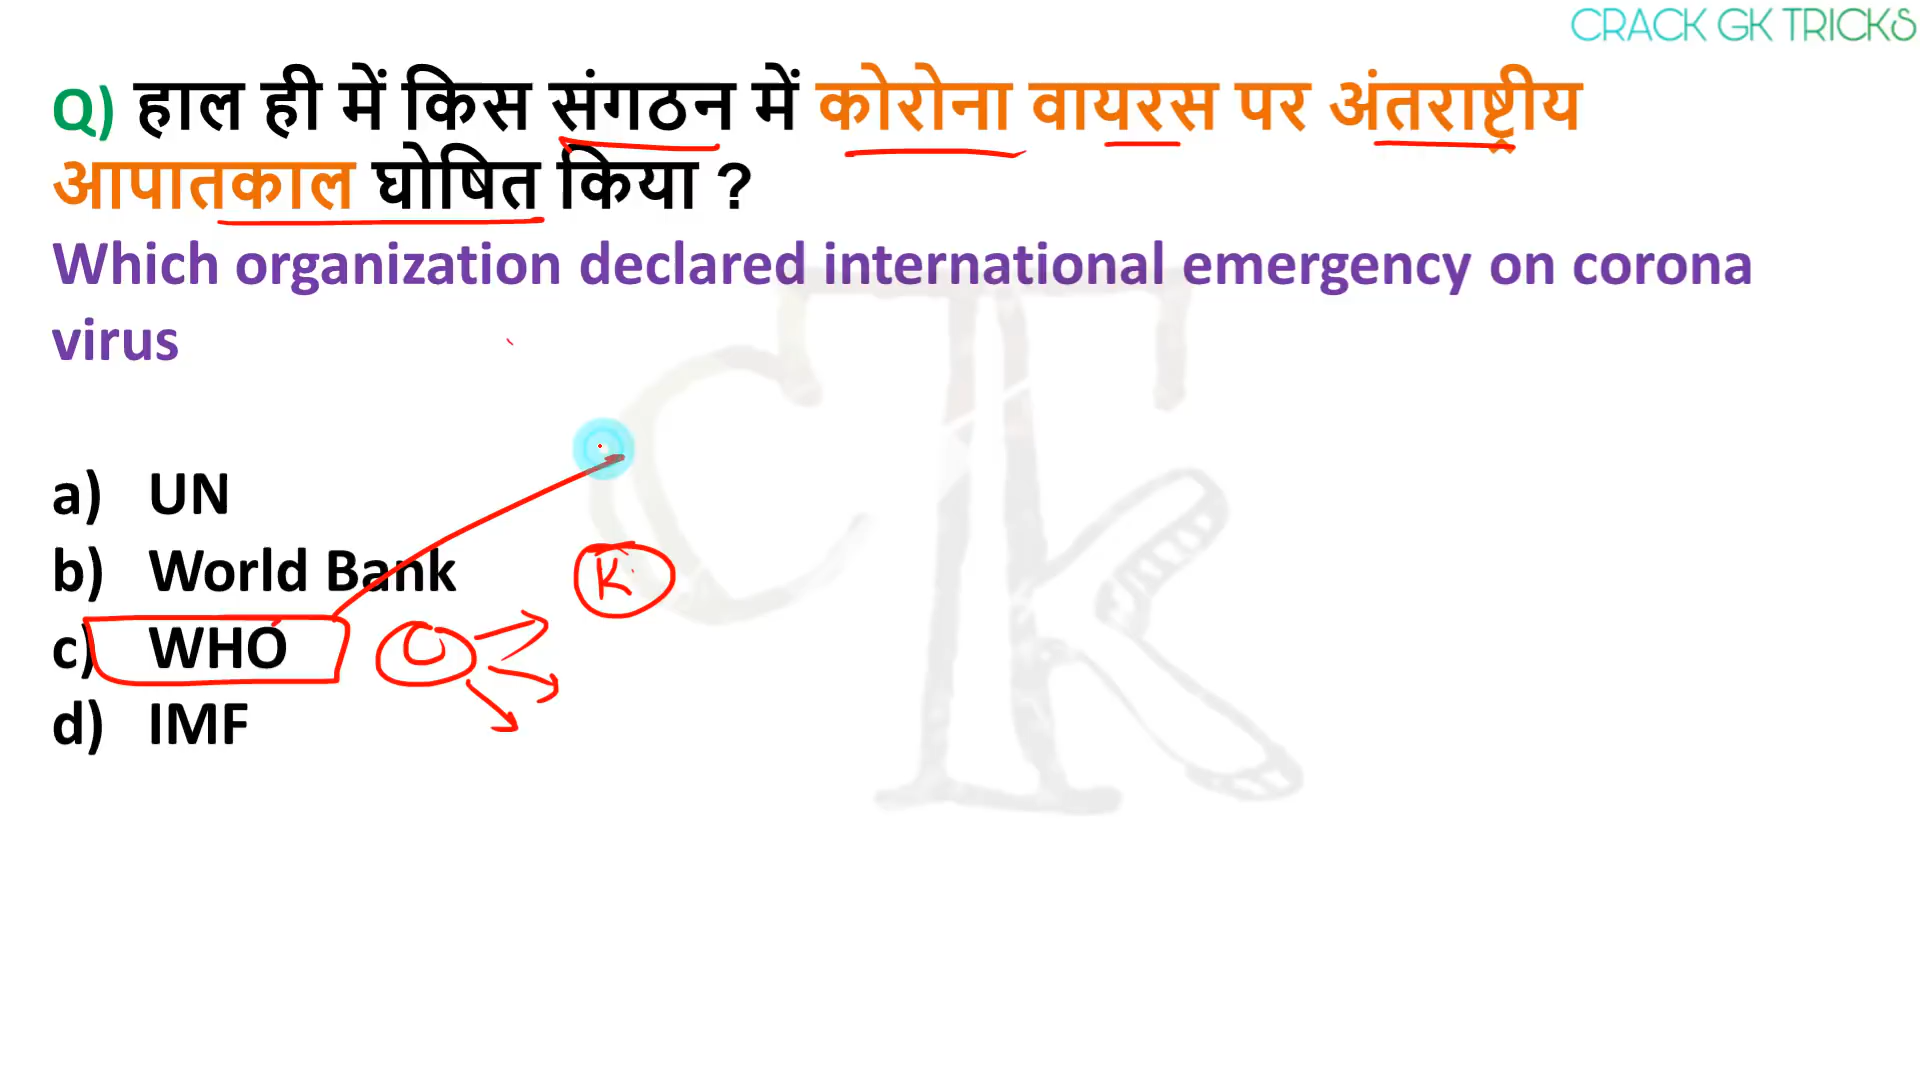 CRACK GK TRICKS
Q) हाल ही में किस संगठन में कोरोना वायरस पर अंतराष्ट्रीय
आपातकाल घोषित किया ?
Which organization declared international emergency on corona
virus
a) UN
b) World Bank
K
c) WHO
d) IMF
CTK